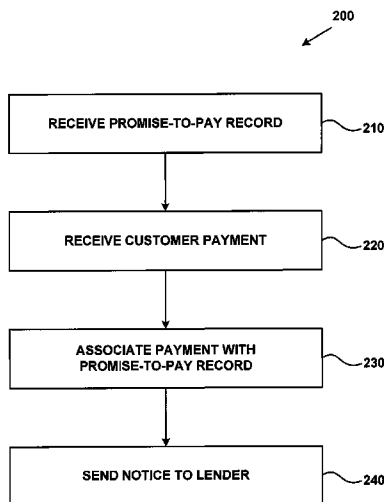 200
RECEIVE PROMISE-TO-PAY RECORD
210
RECEIVE CUSTOMER PAYMENT
220
ASSOCIATE PAYMENT WITH
PROMISE-TO-PAY RECORD
230
SEND NOTICE TO LENDER
240